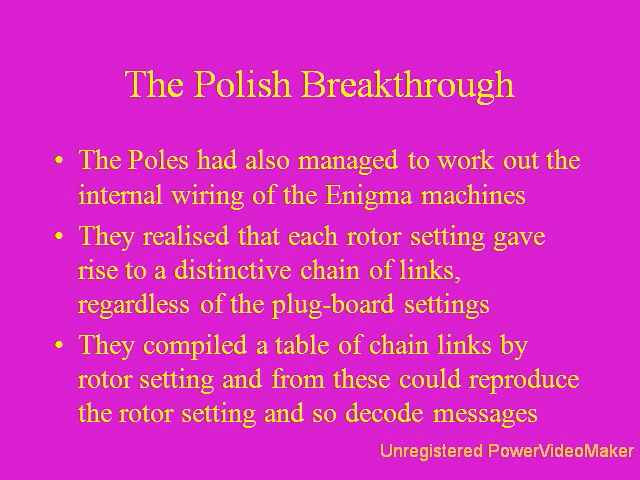 The Polish Breakthrough
• The Poles had also managed to work out the
internal wiring of the Enigma machines
• They realised that each rotor setting gave
rise to a distinctive chain of links,
regardless of the plug-board settings
• They compiled a table of chain links by
rotor setting and from these could reproduce
the rotor setting and so decode messages
Unregistered PowerVideoMaker